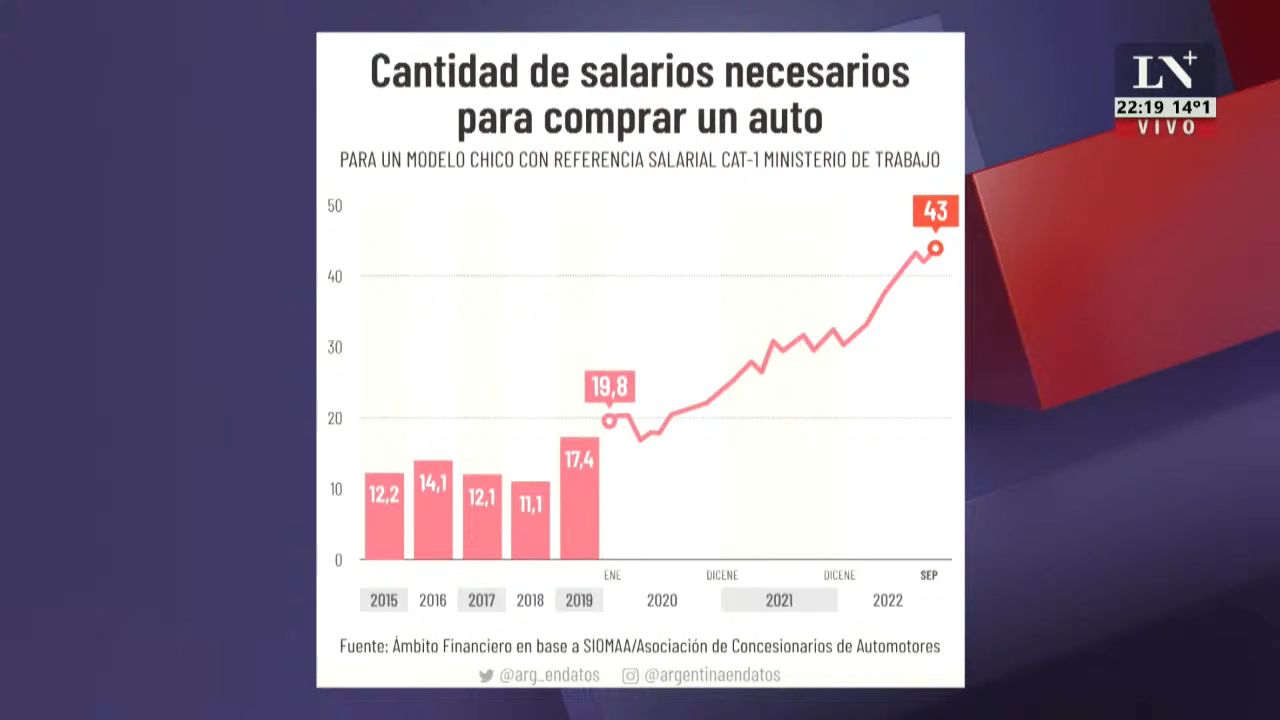 Cantidad de salarios necesarios
para comprar un auto
PARA UN MODELO CHICO CON REFERENCIA SALARIAL CAT-1 MINISTERIO DE TRABAJO
LN+
22:19 14°1
VIVO
50
43
40
30
19,8
20
17,4
14,1
12,2
12,1
11,1
10
0
ENE
DICENE
DICENE
SEP
2015 2016 2017 2018 2019 2020 2021 2022
Fuente: Ámbito Financiero en base a SIOMAA/Asociación de Concesionarios de Automotores
@arg_endatos @argentinaendatos